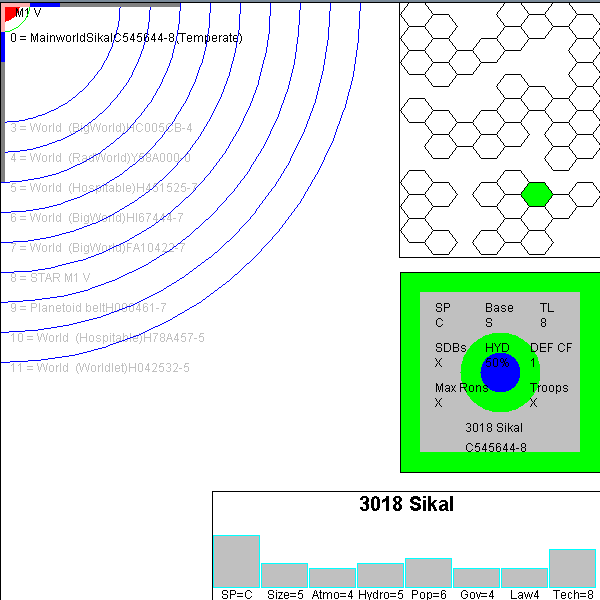 M1 V
0 = MainworldSikalC545644-8(Temperate)
3 = World (BigWorld)HC005CB-4
4 = World (RadWorld)Y98A000-0
5 = World (Hospitable)H451525-7
6 = World (BigWorld)HI67444-7
7 = World (BigWorld)FA10422-7
8 = STAR M1 V
9 = Planetoid beltH000461-7
10 = World (Hospitable)H78A457-5
11 = World (Worldlet)H042532-5
SP Base TL
C S 8
SDBs HYD DEF CF
X 50% 1
Max Rons Troops
X X
3018 Sikal
C545644-8
3018 Sikal
SP=C Size=5 Atmo=4 Hydro=5 Pop=6 Gov=4 Law4 Tech=8